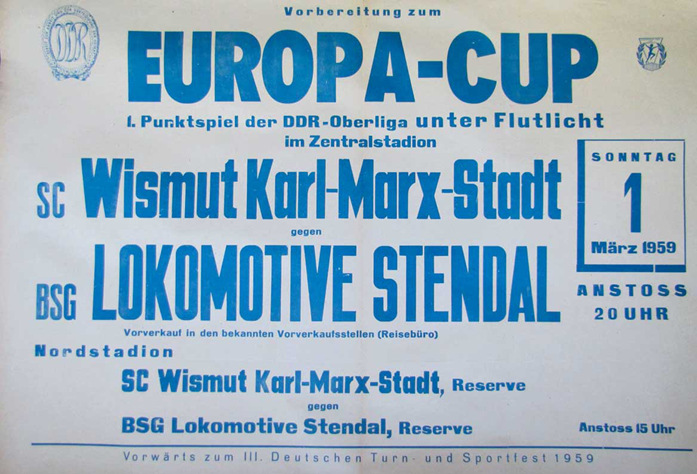 DDR
Vorbereitung zum
EUROPA-CUP
1. Punktspiel der DDR-Oberliga unter Flutlicht
im Zentralstadion
SC Wismut Karl-Marx-Stadt
gegen
BSG LOKOMOTIVE STENDAL
SONNTAG
1
März 1959
ANSTOSS
20 UHR
Vorverkauf in den bekannten Vorverkaufsstellen (Reisebüro)
Nordstadion
SC Wismut Karl-Marx-Stadt, Reserve
gegen
BSG Lokomotive Stendal, Reserve
Anstoss 15 Uhr
Vorwärts zum III. Deutschen Turn- und Sportfest 1959